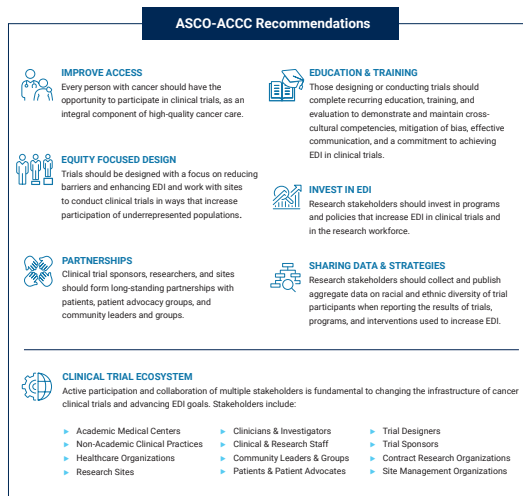 ASCO-ACCC Recommendations
IMPROVE ACCESS
Every person with cancer should have the
opportunity to participate in clinical trials, as an
integral component of high-quality cancer care.
EQUITY FOCUSED DESIGN
Trials should be designed with a focus on reducing
barriers and enhancing EDI and work with sites
to conduct clinical trials in ways that increase
participation of underrepresented populations.
PARTNERSHIPS
Clinical trial sponsors, researchers, and sites
should form long-standing partnerships with
patients, patient advocacy groups, and
community leaders and groups.
EDUCATION & TRAINING
Those designing or conducting trials should
complete recurring education, training, and
evaluation to demonstrate and maintain cross-
cultural competencies, mitigation of bias, effective
communication, and a commitment to achieving
EDI in clinical trials.
INVEST IN EDI
Research stakeholders should invest in programs
and policies that increase EDI in clinical trials and
in the research workforce.
SHARING DATA & STRATEGIES
Research stakeholders should collect and publish
aggregate data on racial and ethnic diversity of trial
participants when reporting the results of trials,
programs, and interventions used to increase EDI.
CLINICAL TRIAL ECOSYSTEM
Active participation and collaboration of multiple stakeholders is fundamental to changing the infrastructure of cancer
clinical trials and advancing EDI goals. Stakeholders include:
► Academic Medical Centers
► Non-Academic Clinical Practices
► Healthcare Organizations
► Research Sites
► Clinicians & Investigators
► Clinical & Research Staff
► Community Leaders & Groups
► Patients & Patient Advocates
► Trial Designers
► Trial Sponsors
► Contract Research Organizations
► Site Management Organizations